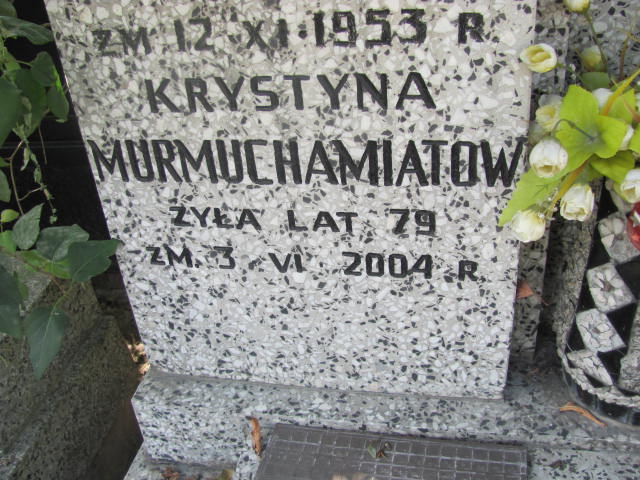 ZM 12 XI 1953 R
KRYSTYNA
MURMUCHAMIATOW
ŻYŁA LAT 79
ZM. 3 VI 2004 R